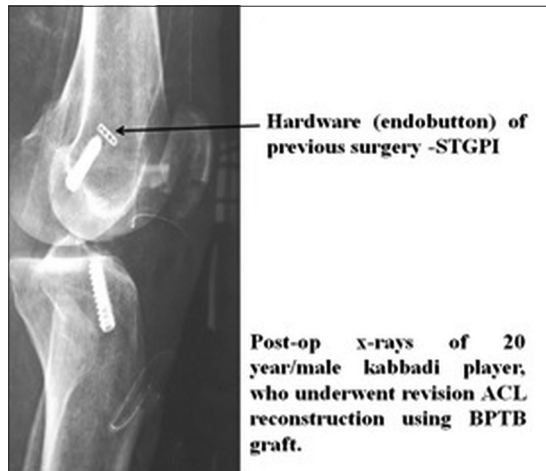 Hardware (endobutton) of
previous surgery -STGPI
Post-op x-rays of 20
year/male kabbadi player,
who underwent revision ACL
reconstruction using BPTB
graft.